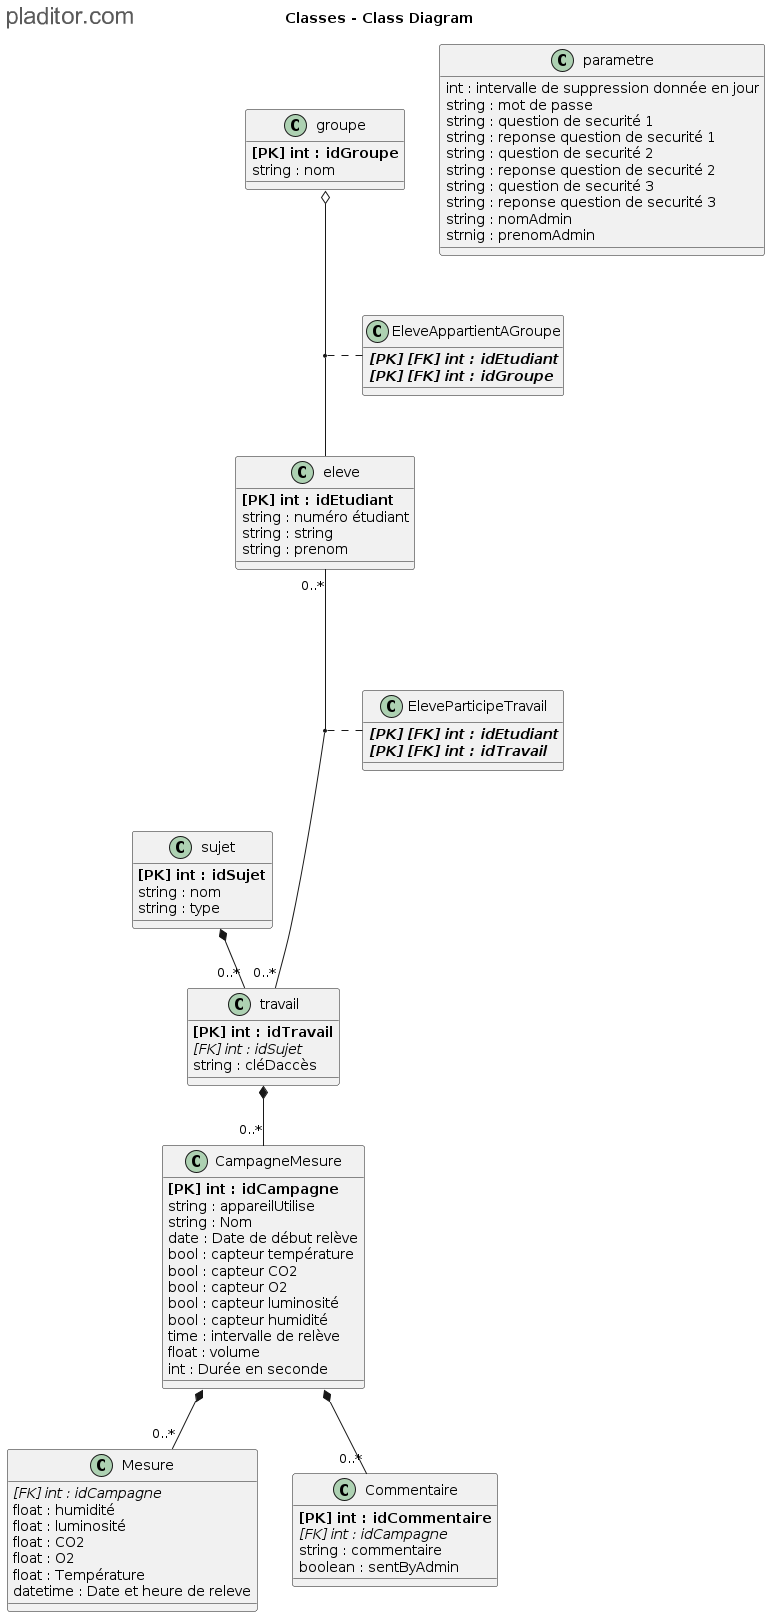 pladitor.com
Classes - Class Diagram
C parametre
int : intervalle de suppression donnée en jour
string : mot de passe
string : question de securité 1
string : reponse question de securité 1
string : question de securité 2
string : reponse question de securité 2
string : question de securité 3
string : reponse question de securité 3
string : nomAdmin
strnig : prenomAdmin
C groupe
[PK] int : idGroupe
string : nom
C EleveAppartientAGroupe
[PK] [FK] int : idEtudiant
[PK] [FK] int : idGroupe
C eleve
[PK] int : idEtudiant
string : numéro étudiant
string : string
string : prenom
0..*
C EleveParticipeTravail
[PK] [FK] int : idEtudiant
[PK] [FK] int : idTravail
C sujet
[PK] int : idSujet
string : nom
string : type
0..* 0..*
C travail
[PK] int : idTravail
[FK] int : idSujet
string : cléDaccès
0..*
C CampagneMesure
[PK] int : idCampagne
string : appareilUtilise
string : Nom
date : Date de début relève
bool : capteur température
bool : capteur CO2
bool : capteur O2
bool : capteur luminosité
bool : capteur humidité
time : intervalle de relève
float : volume
int : Durée en seconde
0..*
C Mesure
[FK] int : idCampagne
float : humidité
float : luminosité
float : CO2
float : O2
float : Température
datetime : Date et heure de releve
0..*
C Commentaire
[PK] int : idCommentaire
[FK] int : idCampagne
string : commentaire
boolean : sentByAdmin